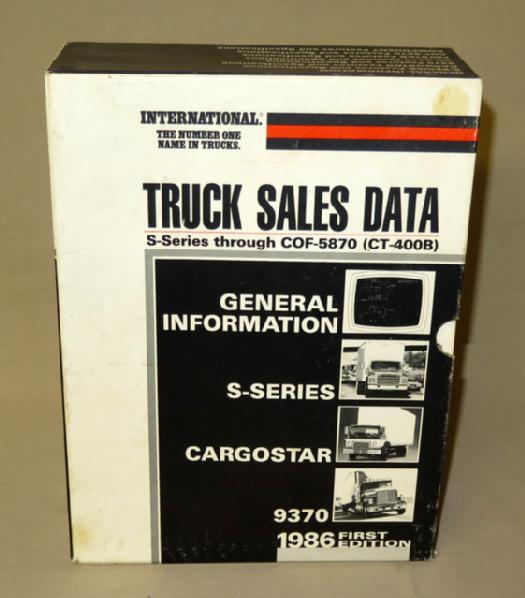 INTERNATIONAL®
THE NUMBER ONE
NAME IN TRUCKS.
TRUCK SALES DATA
S-Series through COF-5870 (CT-400B)
GENERAL
INFORMATION
S-SERIES
CARGOSTAR
9370
1986 FIRST
EDITION